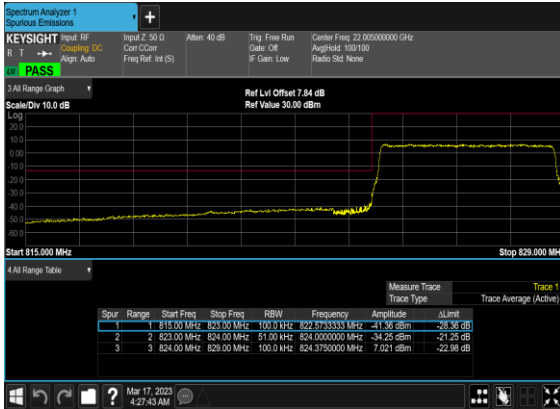 Spectrum Analyzer 1
Spurious Emissions
+
KEYSIGHT Input: RF Input Z: 50 Ω Atten: 40 dB Trig: Free Run Center Freq: 22.005000000 GHz
R T Coupling: DC Corr CCorr Gate: Off Avg|Hold: 100/100
Align: Auto Freq Ref: Int (S) IF Gain: Low Radio Std: None
PASS
3 All Range Graph
Ref Lvl Offset 7.84 dB
Scale/Div 10.0 dB Ref Value 30.00 dBm
Log
20.0
10.0
0.00
-10.0
-20.0
-30.0
-40.0
-50.0
-60.0
Start 815.000 MHz Stop 829.000 MH
4 All Range Table
Measure Trace Trace 1
Trace Type Trace Average (Active)
Spur Range Start Freq Stop Freq RBW Frequency Amplitude ΔLimit
1 1 815.00 MHz 823.00 MHz 100.0 kHz 822.5733333 MHz -41.36 dBm -28.36 dB
2 2 823.00 MHz 824.00 MHz 51.00 kHz 824.0000000 MHz -34.25 dBm -21.25 dB
3 3 824.00 MHz 829.00 MHz 100.0 kHz 824.3750000 MHz 7.021 dBm -22.98 dB
? Mar 17, 2023
4:27:43 AM